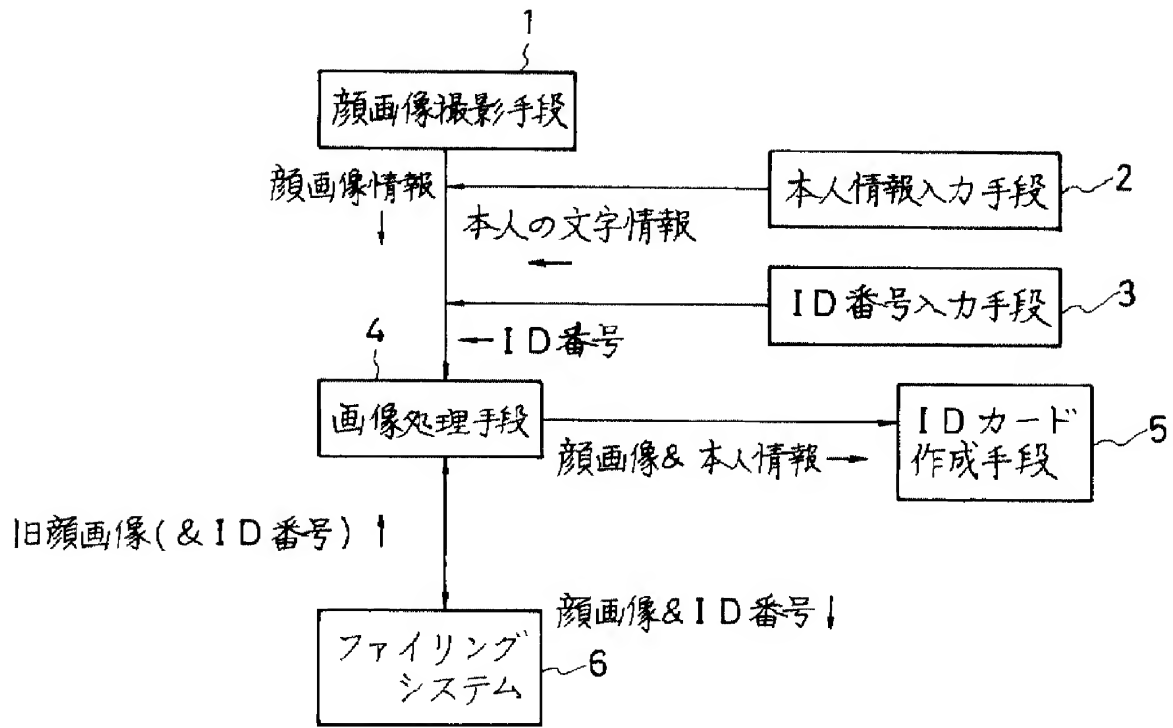 1
顔画像撮影手段
顔画像情報
↓
本人情報入力手段
2
本人の文字情報
←
ID番号入力手段
3
←ID番号
4
画像処理手段
IDカード
作成手段
5
顔画像&本人情報→
旧顔画像(&ID番号)↑
顔画像&ID番号↓
ファイリング
システム
6